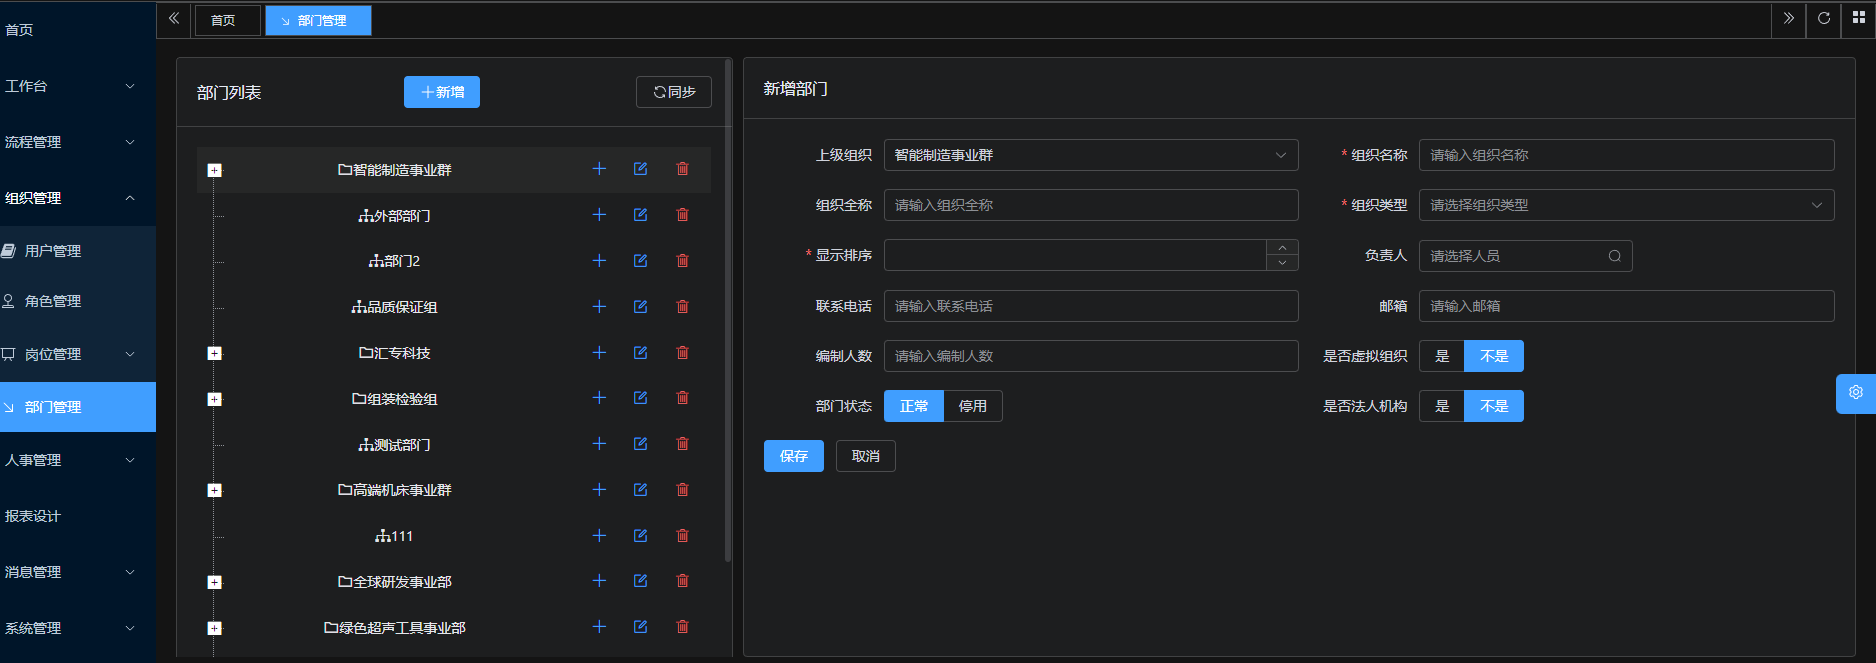 首页
工作台
流程管理
组织管理
用户管理
角色管理
岗位管理
部门管理
人事管理
报表设计
消息管理
系统管理
首页
部门管理
部门列表
新增
同步
智能制造事业群
外部部门
部门2
品质保证组
汇专科技
组装检验组
测试部门
高端机床事业群
111
全球研发事业部
绿色超声工具事业部
新增部门
上级组织 智能制造事业群
* 组织名称 请输入组织名称
组织全称 请输入组织全称
* 组织类型 请选择组织类型
* 显示排序
负责人 请选择人员
联系电话 请输入联系电话
邮箱 请输入邮箱
编制人数 请输入编制人数
是否虚拟组织 是 不是
部门状态 正常 停用
是否法人机构 是 不是
保存 取消